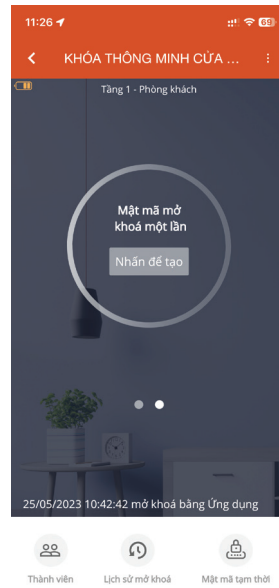 11:26
69
KHÓA THÔNG MINH CỬA ...
Tầng 1 - Phòng khách
Mật mã mở
khoá một lần
Nhấn để tạo
25/05/2023 10:42:42 mở khoá bằng Ứng dụng
Thành viên
Lịch sử mở khoá
Mật mã tạm thời